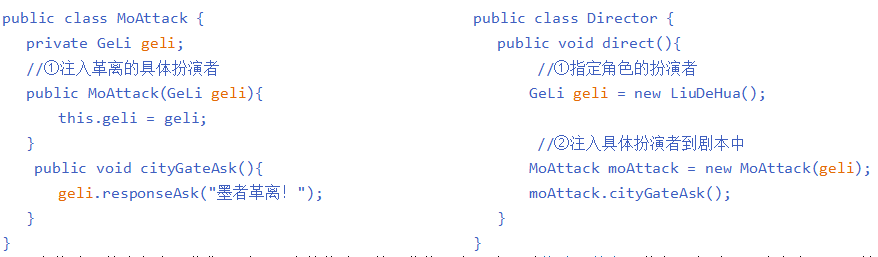 public class MoAttack {
private GeLi geli;
//①注入革离的具体扮演者
public MoAttack(GeLi geli){
this.geli = geli;
}
public void cityGateAsk(){
geli.responseAsk("墨者革离！");
}
}
public class Director {
public void direct(){
//①指定角色的扮演者
GeLi geli = new LiuDeHua();
//②注入具体扮演者到剧本中
MoAttack moAttack = new MoAttack(geli);
moAttack.cityGateAsk();
}
}